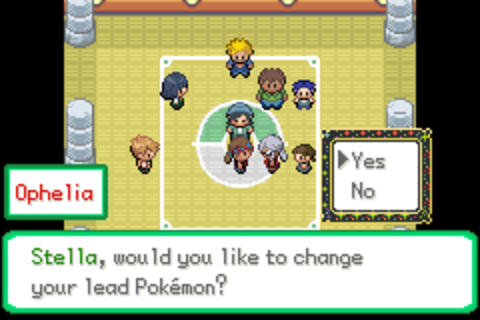 Yes
No
Ophelia
Stella, would you like to change
your lead Pokémon?